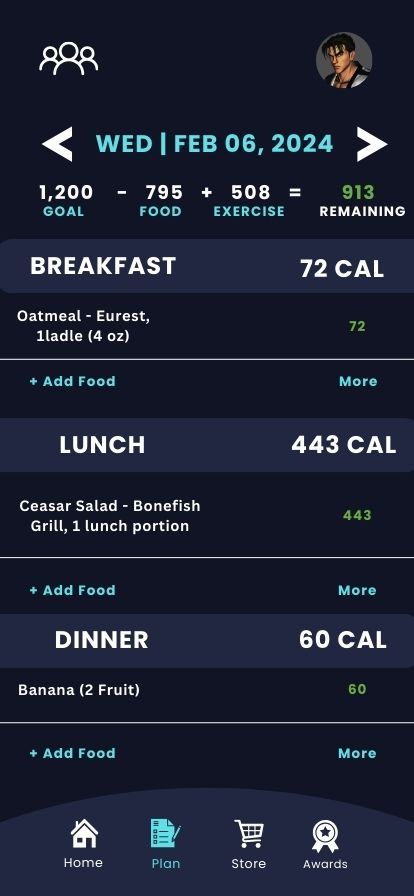 WED | FEB 06, 2024
1,200 - 795 + 508 = 913
GOAL FOOD EXERCISE REMAINING
BREAKFAST 72 CAL
Oatmeal - Eurest,
1ladle (4 oz) 72
+ Add Food More
LUNCH 443 CAL
Ceasar Salad - Bonefish
Grill, 1 lunch portion 443
+ Add Food More
DINNER 60 CAL
Banana (2 Fruit) 60
+ Add Food More
Home Plan Store Awards